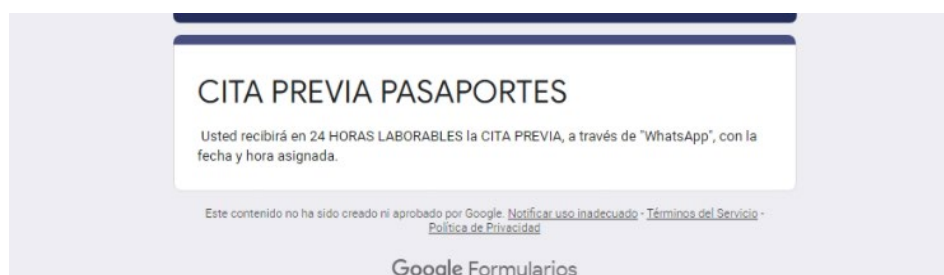 CITA PREVIA PASAPORTES
Usted recibirá en 24 HORAS LABORABLES la CITA PREVIA, a través de "WhatsApp", con la
fecha y hora asignada.
Este contenido no ha sido creado ni aprobado por Google. Notificar uso inadecuado - Términos del Servicio -
Política de Privacidad
Google Formularios